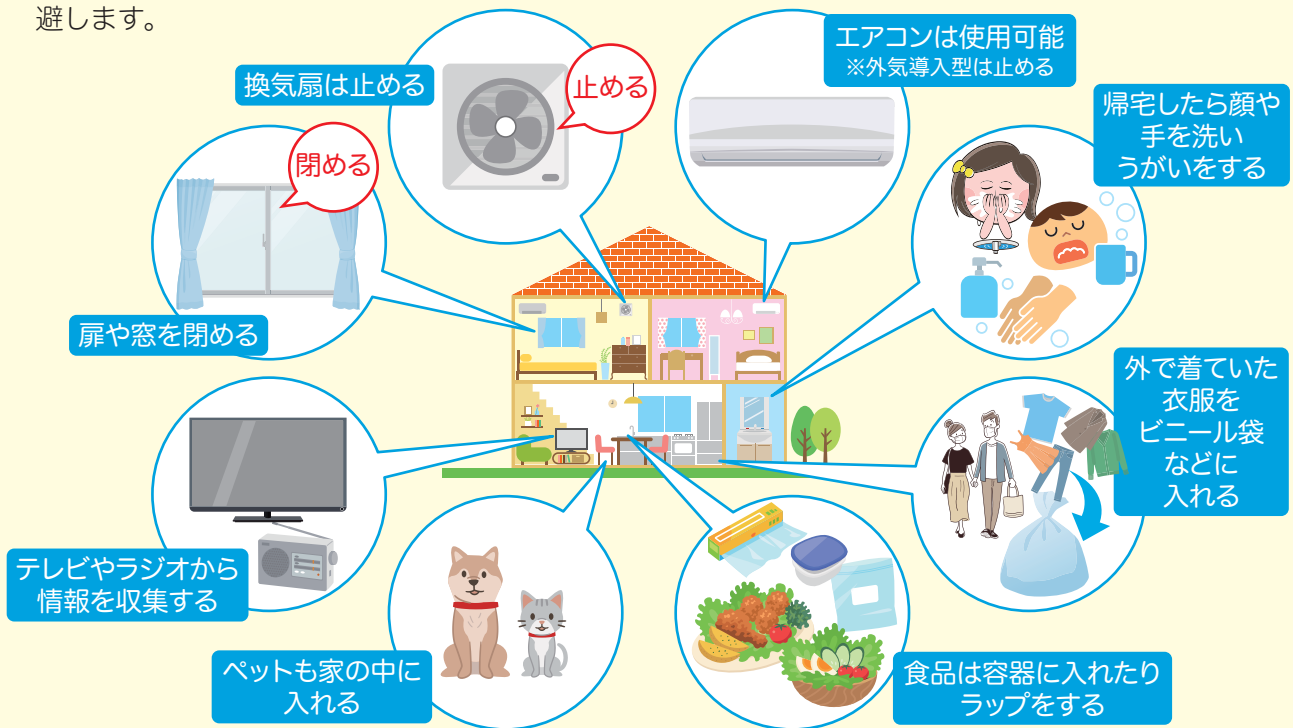 避します。
換気扇は止める
止める
エアコンは使用可能
※外気導入型は止める
閉める
扉や窓を閉める
帰宅したら顔や
手を洗い
うがいをする
外で着ていた
衣服を
ビニール袋
などに
入れる
テレビやラジオから
情報を収集する
ペットも家の中に
入れる
食品は容器に入れたり
ラップをする